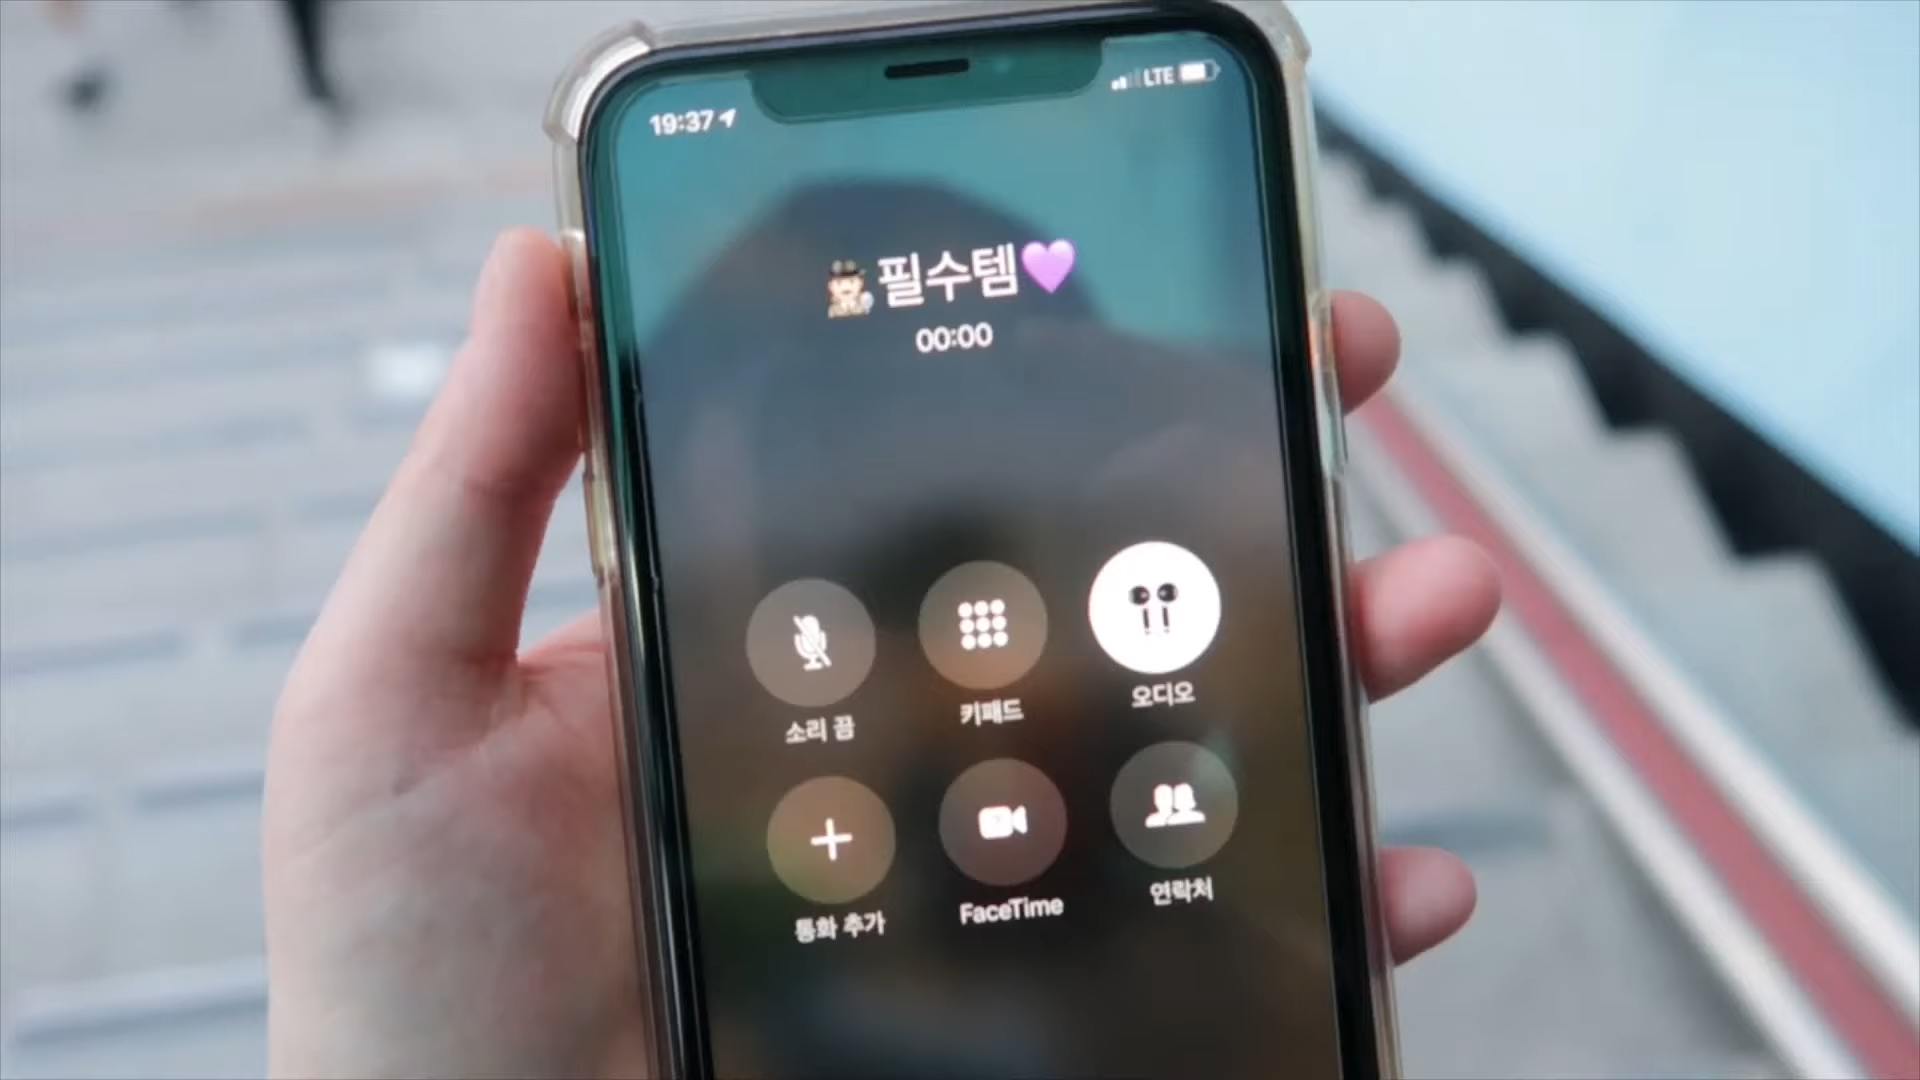 19:37
LTE
필수템
00:00
소리 끔
키패드
오디오
통화 추가
FaceTime
연락처